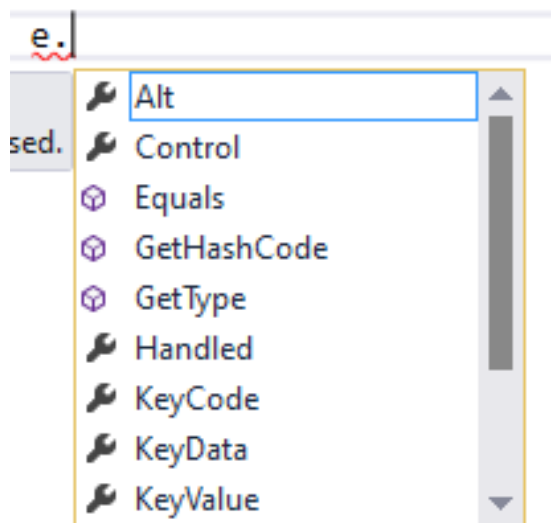 e.
Alt
sed.
Control
Equals
GetHashCode
GetType
Handled
KeyCode
KeyData
KeyValue